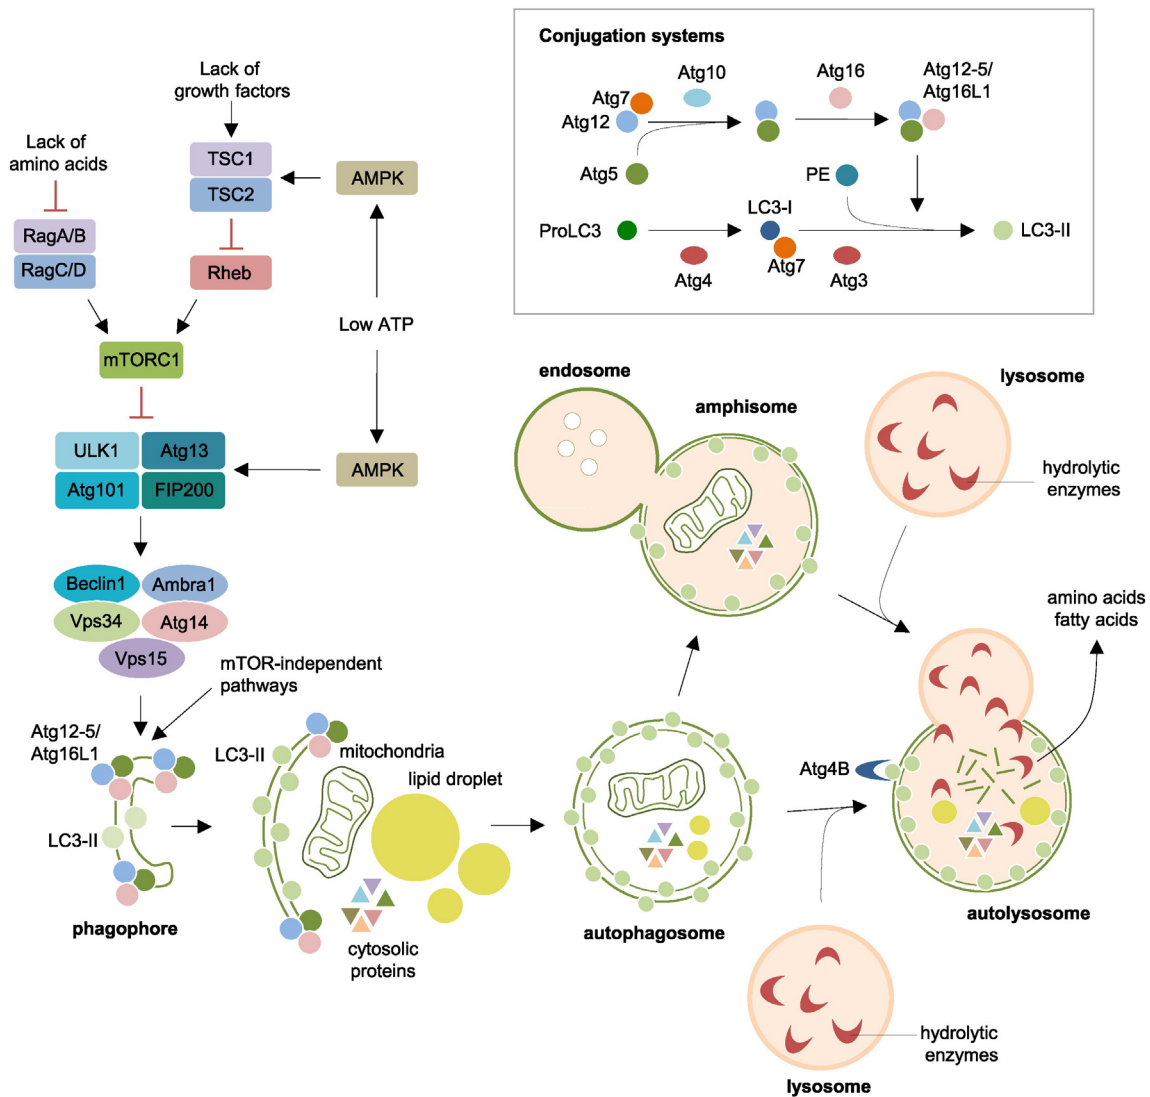 Conjugation systems
Atg10
Atg16
Atg12-5/
Atg16L1
Atg7
Atg12
Atg5
PE
ProLC3
LC3-I
LC3-II
Atg4
Atg7
Atg3
Lack of
growth factors
Lack of
amino acids
TSC1
TSC2
AMPK
RagA/B
RagC/D
Rheb
Low ATP
mTORC1
ULK1
Atg13
Atg101
FIP200
AMPK
Beclin1
Ambra1
Vps34
Atg14
Vps15
mTOR-independent
pathways
Atg12-5/
Atg16L1
LC3-II
phagophore
LC3-II
mitochondria
lipid droplet
cytosolic
proteins
autophagosome
endosome
amphisome
lysosome
hydrolytic
enzymes
amino acids
fatty acids
Atg4B
autolysosome
hydrolytic
enzymes
lysosome